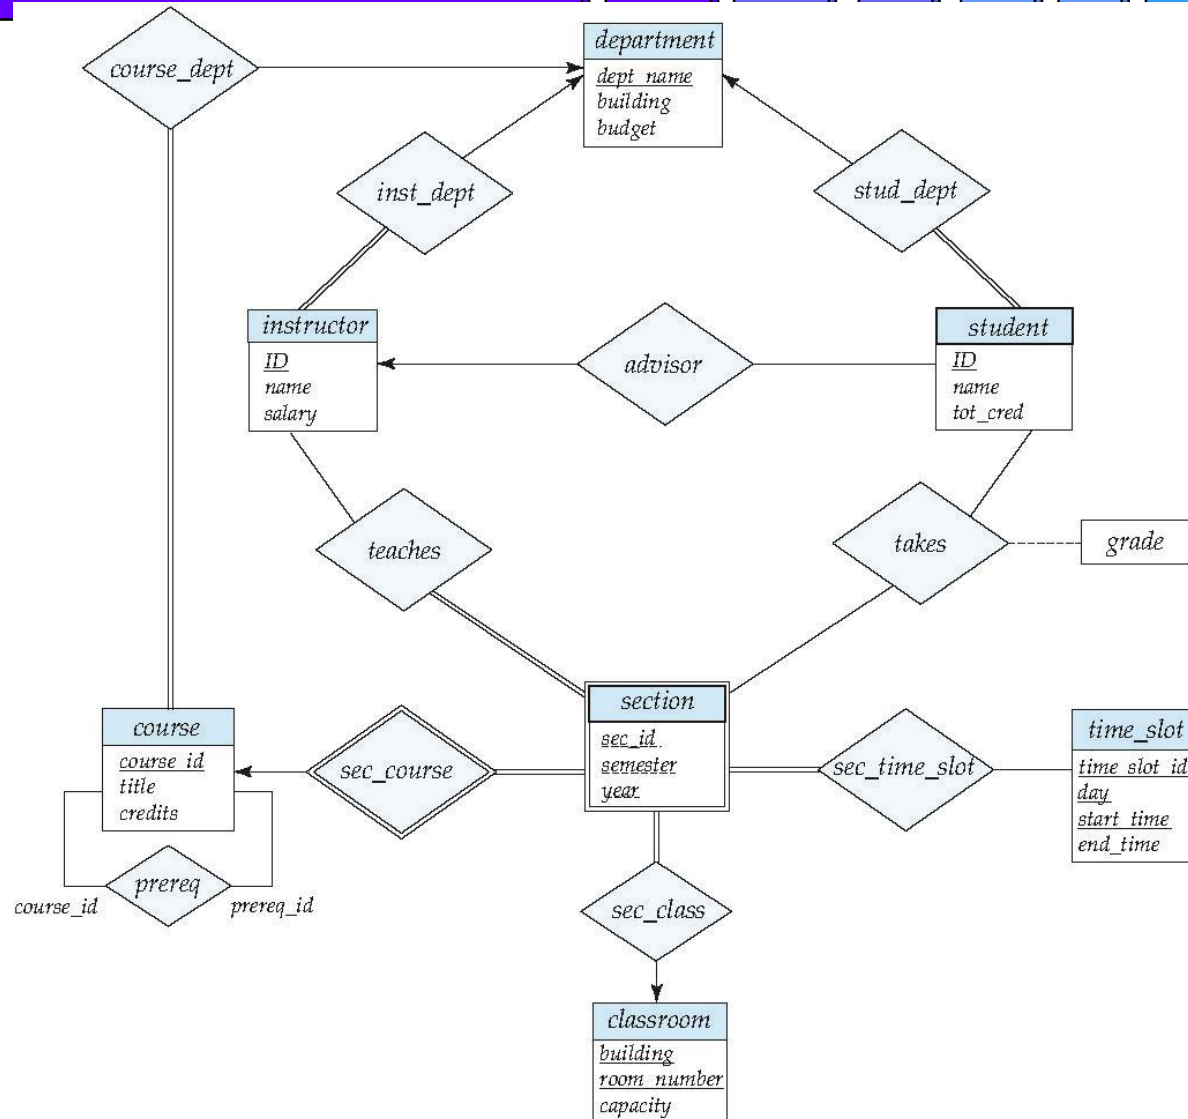 department
dept_name
building
budget
course_dept
inst_dept
stud_dept
instructor
ID
name
salary
advisor
student
ID
name
tot_cred
teaches
takes
grade
section
sec_id
semester
year
course
course_id
title
credits
sec_course
sec_time_slot
time_slot
time_slot_id
day
start_time
end_time
prereq
course_id
prereq_id
sec_class
classroom
building
room_number
capacity